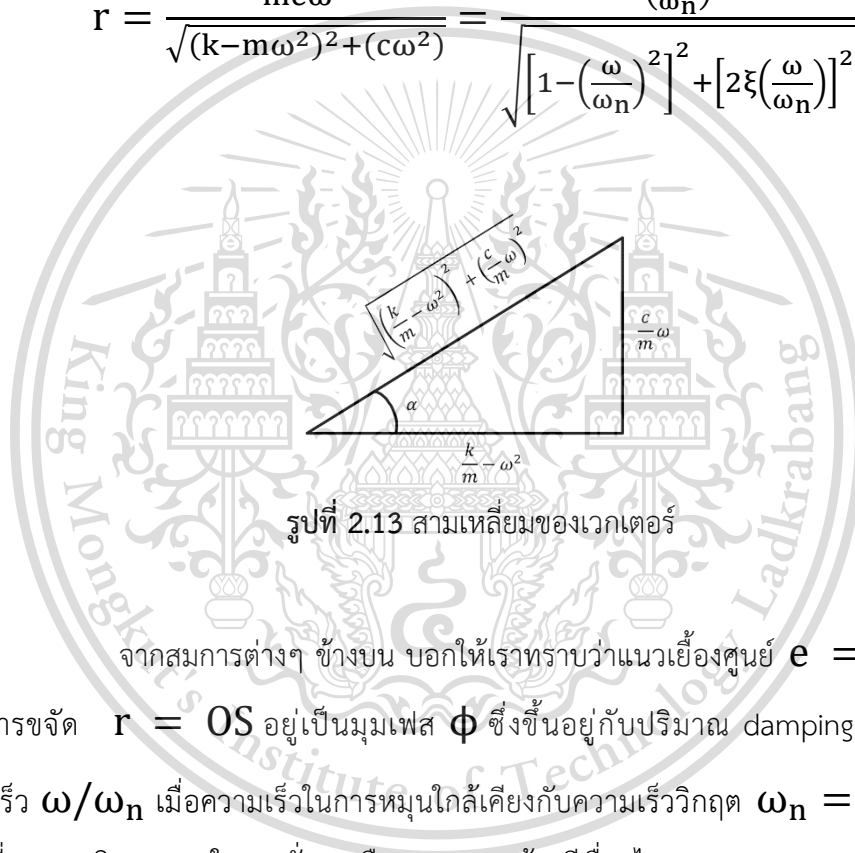 r = meω² / √((k−mω²)²+(cω²)) = (ω/ωₙ)² / √([1−(ω/ωₙ)²]²+[2ξ(ω/ωₙ)]²)
√((k/m − ω²)² + (c/m ω)²)
c/m ω
α
k/m − ω²
รูปที่ 2.13 สามเหลี่ยมของเวกเตอร์
จากสมการต่างๆ ข้างบน บอกให้เราทราบว่าแนวเยื้องศูนย์ e =
การขจัด r = OS อยู่เป็นมุมเฟส ϕ ซึ่งขึ้นอยู่กับปริมาณ damping
ร็ว ω/ωₙ เมื่อความเร็วในการหมุนใกล้เคียงกับความเร็ววิกฤต ωₙ =
King Mongkut's Institute of Technology Ladkrabang